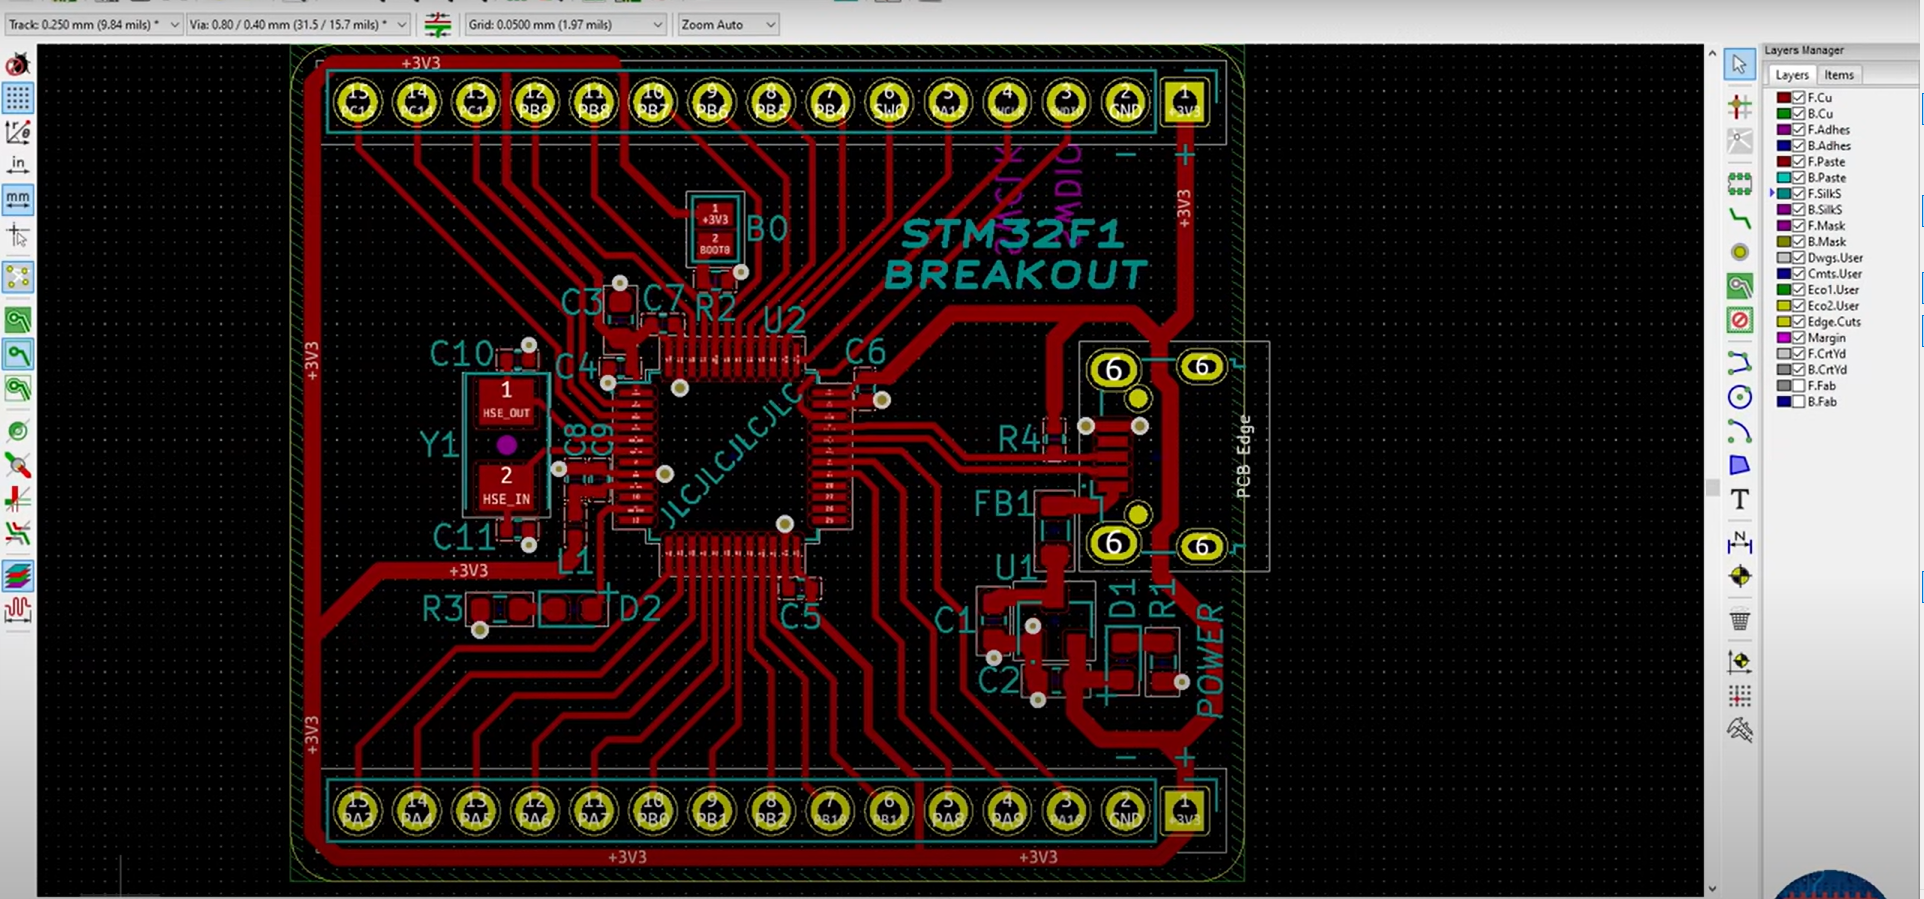 Track: 0.250 mm (9.84 mils) *
Via: 0.80 / 0.40 mm (31.5 / 15.7 mils) *
Grid: 0.0500 mm (1.97 mils)
Zoom Auto
Layers Manager
Layers
Items
F.Cu
B.Cu
F.Adhes
B.Adhes
F.Paste
B.Paste
F.SilkS
B.SilkS
F.Mask
B.Mask
Dwgs.User
Cmts.User
Eco1.User
Eco2.User
Edge.Cuts
Margin
F.CrtYd
B.CrtYd
F.Fab
B.Fab
in
mm
+3V3
15 14 13 12 11 10 9 8 7 6 5 4 3 2 1
PC14 PC13 PB9 PB8 PB7 PB6 PB5 PB4 SWO PA15 SWCLK SWDIO GND +3V3
SWCLK
SWDIO
- +
+3V3
1
+3V3
2
BOOT0
B0
STM32F1
BREAKOUT
C3
C7
R2
U2
+3V3
C10
C4
C6
1
HSE_OUT
Y1
2
HSE_IN
C8
C9
JLCJLCJLCJLC
6 6
R4
PCB Edge
FB1
6 6
C11
L1
+3V3
U1
R3
D2
+
C5
C1
D1
R1
C2
+
POWER
+3V3
- +
15 14 13 12 11 10 9 8 7 6 5 4 3 2 1
PA3 PA4 PA5 PA6 PA7 PB0 PB1 PB2 PB10 PB11 PA8 PA9 PA10 GND +3V3
+3V3
+3V3